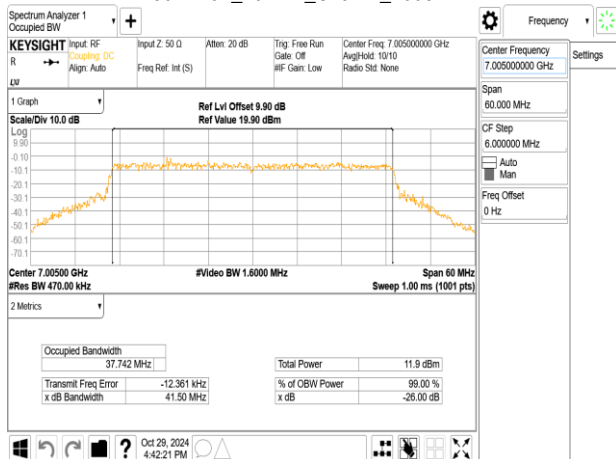 Spectrum Analyzer 1
Occupied BW
Frequency
KEYSIGHT
R
Input: RF
Coupling: DC
Align: Auto
Input Z: 50 Ω
Freq Ref: Int (S)
Atten: 20 dB
Trig: Free Run
Gate: Off
#IF Gain: Low
Center Freq: 7.005000000 GHz
Avg|Hold: 10/10
Radio Std: None
Center Frequency
7.005000000 GHz
Settings
Span
60.000 MHz
CF Step
6.000000 MHz
Auto
Man
Freq Offset
0 Hz
1 Graph
Scale/Div 10.0 dB
Ref Lvl Offset 9.90 dB
Ref Value 19.90 dBm
Log
9.90
-0.10
-10.1
-20.1
-30.1
-40.1
-50.1
-60.1
-70.1
Center 7.00500 GHz
#Video BW 1.6000 MHz
Span 60 MHz
#Res BW 470.00 kHz
Sweep 1.00 ms (1001 pts)
2 Metrics
Occupied Bandwidth
37.742 MHz
Total Power 11.9 dBm
Transmit Freq Error -12.361 kHz
% of OBW Power 99.00 %
x dB Bandwidth 41.50 MHz
x dB -26.00 dB
?
Oct 29, 2024
4:42:21 PM